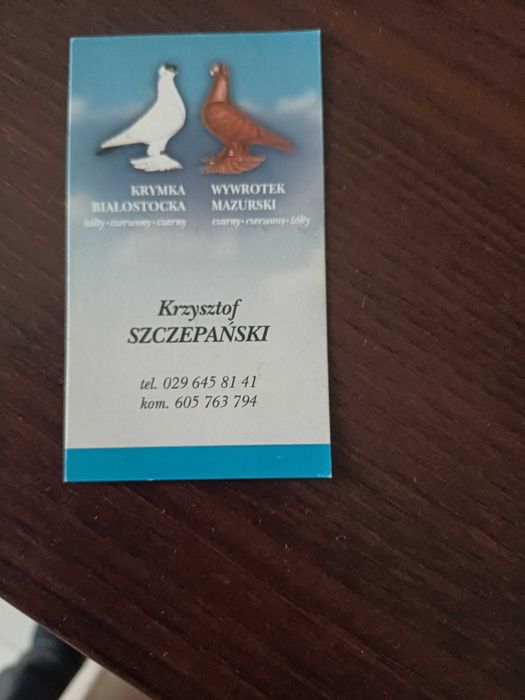 KRYMKA
BIAŁOSTOCKA
żółty • czerwony • czarny
WYWROTEK
MAZURSKI
czarny • czerwony • żółty
Krzysztof
SZCZEPAŃSKI
tel. 029 645 81 41
kom. 605 763 794